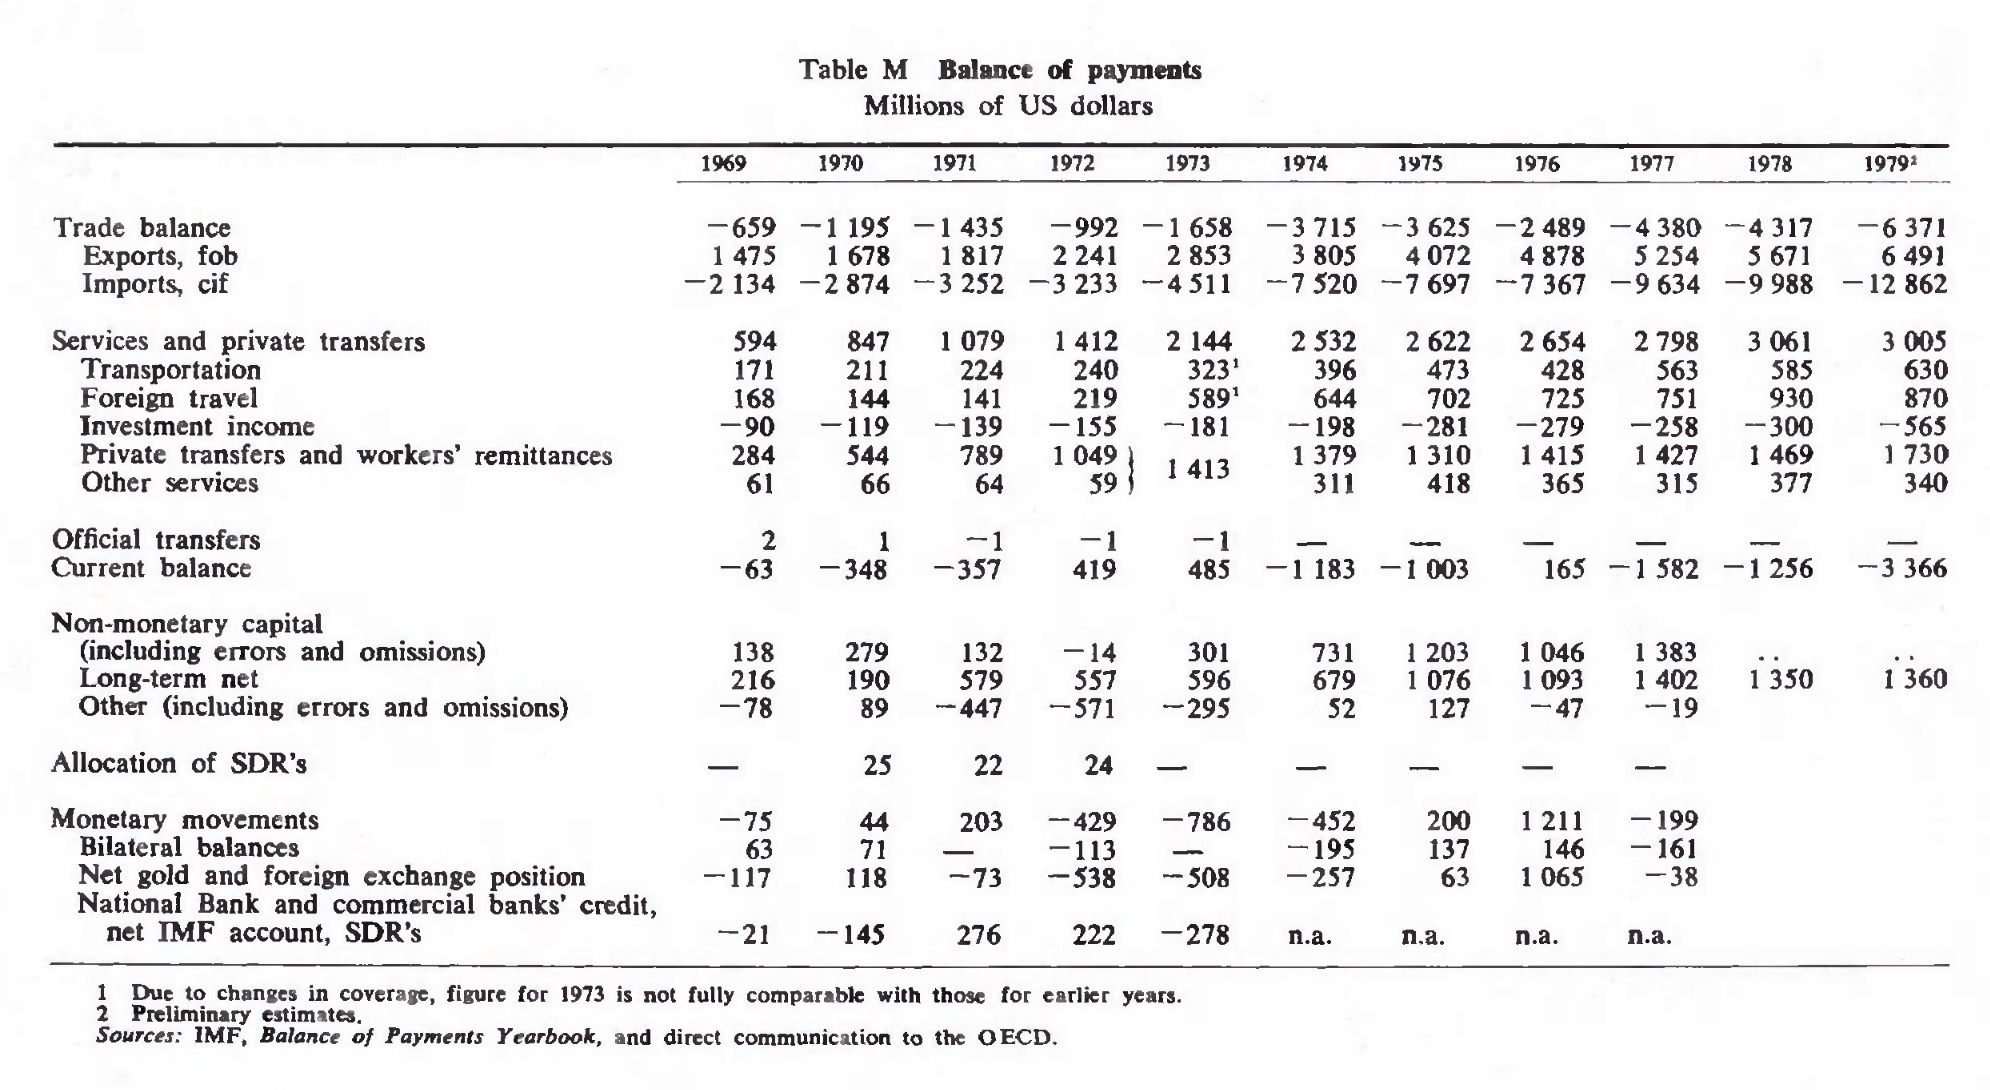 Table M Balance of payments
Millions of US dollars
1969 1970 1971 1972 1973 1974 1975 1976 1977 1978 1979²
Trade balance −659 −1 195 −1 435 −992 −1 658 −3 715 −3 625 −2 489 −4 380 −4 317 −6 371
Exports, fob 1 475 1 678 1 817 2 241 2 853 3 805 4 072 4 878 5 254 5 671 6 491
Imports, cif −2 134 −2 874 −3 252 −3 233 −4 511 −7 520 −7 697 −7 367 −9 634 −9 988 −12 862
Services and private transfers 594 847 1 079 1 412 2 144 2 532 2 622 2 654 2 798 3 061 3 005
Transportation 171 211 224 240 323¹ 396 473 428 563 585 630
Foreign travel 168 144 141 219 589¹ 644 702 725 751 930 870
Investment income −90 −119 −139 −155 −181 −198 −281 −279 −258 −300 −565
Private transfers and workers' remittances 284 544 789 1 049 } 1 413 1 379 1 310 1 415 1 427 1 469 1 730
Other services 61 66 64 59 311 418 365 315 377 340
Official transfers 2 1 −1 −1 −1 — — — — — —
Current balance −63 −348 −357 419 485 −1 183 −1 003 165 −1 582 −1 256 −3 366
Non-monetary capital
(including errors and omissions) 138 279 132 −14 301 731 1 203 1 046 1 383 . . . .
Long-term net 216 190 579 557 596 679 1 076 1 093 1 402 1 350 1 360
Other (including errors and omissions) −78 89 −447 −571 −295 52 127 −47 −19
Allocation of SDR's — 25 22 24 — — — — —
Monetary movements −75 44 203 −429 −786 −452 200 1 211 −199
Bilateral balances 63 71 — −113 — −195 137 146 −161
Net gold and foreign exchange position −117 118 −73 −538 −508 −257 63 1 065 −38
National Bank and commercial banks' credit,
net IMF account, SDR's −21 −145 276 222 −278 n.a. n.a. n.a. n.a.
1 Due to changes in coverage, figure for 1973 is not fully comparable with those for earlier years.
2 Preliminary estimates.
Sources: IMF, Balance of Payments Yearbook, and direct communication to the OECD.